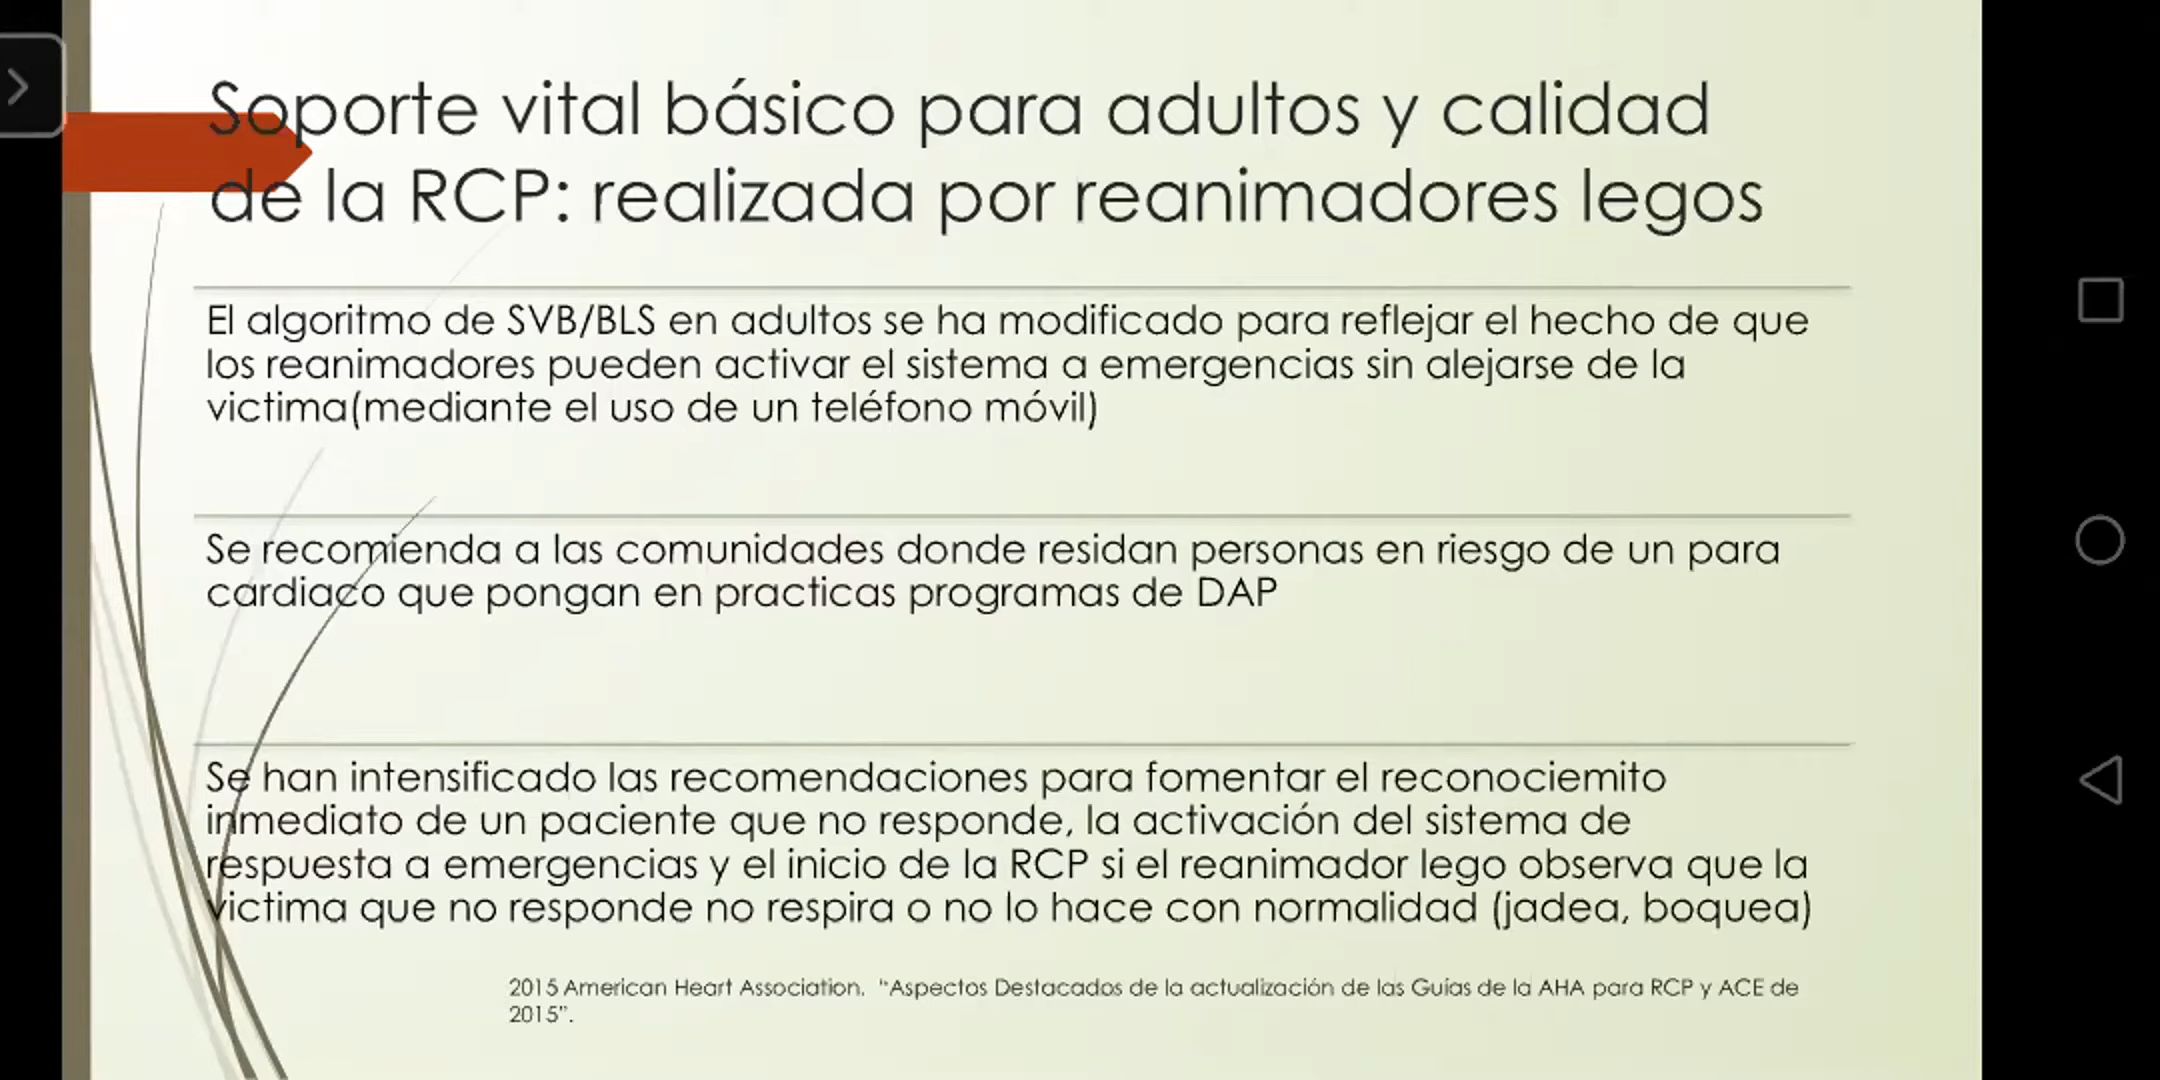 Soporte vital básico para adultos y calidad
de la RCP: realizada por reanimadores legos
El algoritmo de SVB/BLS en adultos se ha modificado para reflejar el hecho de que
los reanimadores pueden activar el sistema a emergencias sin alejarse de la
victima(mediante el uso de un teléfono móvil)
Se recomienda a las comunidades donde residan personas en riesgo de un para
cardiaco que pongan en practicas programas de DAP
Se han intensificado las recomendaciones para fomentar el reconociemito
inmediato de un paciente que no responde, la activación del sistema de
respuesta a emergencias y el inicio de la RCP si el reanimador lego observa que la
victima que no responde no respira o no lo hace con normalidad (jadea, boquea)
2015 American Heart Association. "Aspectos Destacados de la actualización de las Guías de la AHA para RCP y ACE de
2015".